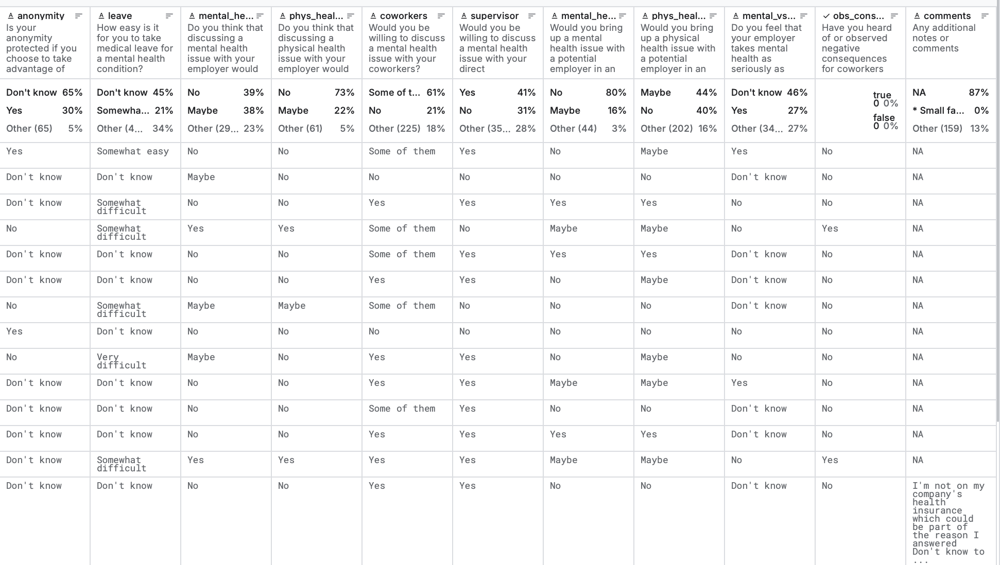 anonymity leave mental_he... phys_heal... coworkers supervisor mental_he... phys_heal... mental_vs... obs_cons... comments
Is your How easy is it Do you think that Do you think that Would you be Would you be Would you bring Would you bring Do you feel that Have you heard Any additional
anonymity for you to take discussing a discussing a willing to discuss willing to discuss up a mental up a physical your employer of or observed notes or
protected if you medical leave for mental health physical health a mental health a mental health health issue with health issue with takes mental negative comments
choose to take a mental health issue with your issue with your issue with your issue with your a potential a potential health as consequences
advantage of condition? employer would employer would coworkers? direct employer in an employer in an seriously as for coworkers
Don't know 65% Don't know 45% No 39% No 73% Some of t... 61% Yes 41% No 80% Maybe 44% Don't know 46% true NA 87%
0 0%
Yes 30% Somewha... 21% Maybe 38% Maybe 22% No 21% No 31% Maybe 16% No 40% Yes 27% false * Small fa... 0%
0 0%
Other (65) 5% Other (4... 34% Other (29... 23% Other (61) 5% Other (225) 18% Other (35... 28% Other (44) 3% Other (202) 16% Other (34... 27% Other (159) 13%
Yes Somewhat easy No No Some of them Yes No Maybe Yes No NA
Don't know Don't know Maybe No No No No No Don't know No NA
Don't know Somewhat No No Yes Yes Yes Yes No No NA
difficult
No Somewhat Yes Yes Some of them No Maybe Maybe No Yes NA
difficult
Don't know Don't know No No Some of them Yes Yes Yes Don't know No NA
Don't know Don't know No No Yes Yes No Maybe Don't know No NA
No Somewhat Maybe Maybe Some of them No No No Don't know No NA
difficult
Yes Don't know No No No No No No No No NA
No Very Maybe No Yes Yes No Maybe No No NA
difficult
Don't know Don't know No No Yes Yes Maybe Maybe Yes No NA
Don't know Don't know No No Some of them Yes No No Don't know No NA
Don't know Don't know No No Yes Yes Yes Yes Don't know No NA
Don't know Somewhat Yes Yes Yes Yes Maybe Maybe No Yes NA
difficult
Don't know Don't know No No Yes Yes No No Don't know No I'm not on my
company's
health
insurance
which could
be part of
the reason I
answered
Don't know to
...